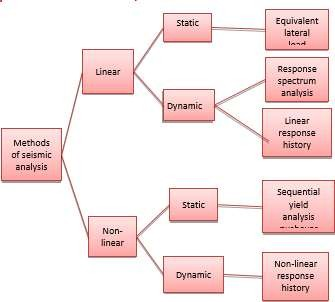 Static
Equivalent
lateral
Linear
Response
spectrum
analysis
Dynamic
Linear
response
history
Methods
of seismic
analysis
Static
Sequential
yield
analysis
Non-
linear
Dynamic
Non-linear
response
history